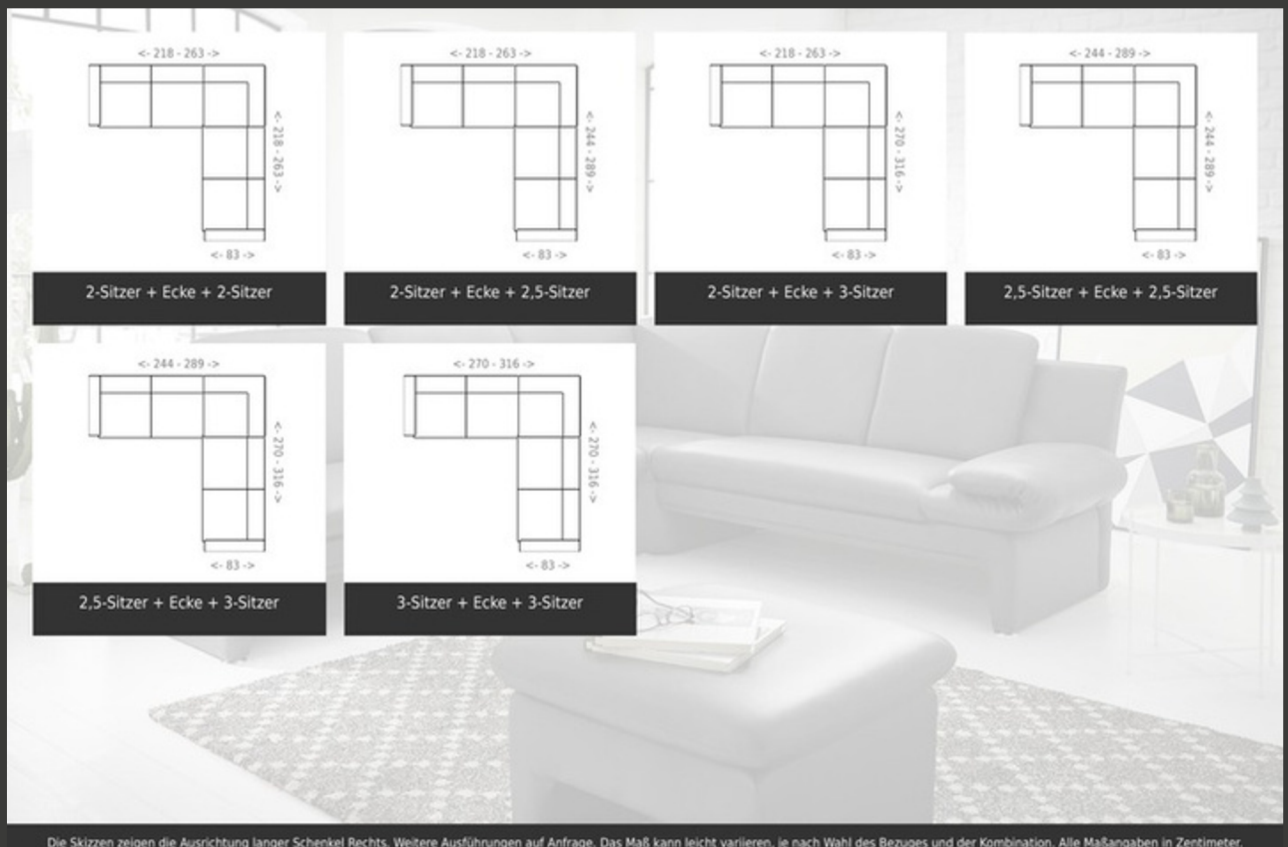 <- 218 - 263 ->
<- 218 - 263 ->
<- 83 ->
2-Sitzer + Ecke + 2-Sitzer
<- 218 - 263 ->
<- 244 - 289 ->
<- 83 ->
2-Sitzer + Ecke + 2,5-Sitzer
<- 218 - 263 ->
<- 270 - 316 ->
<- 83 ->
2-Sitzer + Ecke + 3-Sitzer
<- 244 - 289 ->
<- 244 - 289 ->
<- 83 ->
2,5-Sitzer + Ecke + 2,5-Sitzer
<- 244 - 289 ->
<- 270 - 316 ->
<- 83 ->
2,5-Sitzer + Ecke + 3-Sitzer
<- 270 - 316 ->
<- 270 - 316 ->
<- 83 ->
3-Sitzer + Ecke + 3-Sitzer
Die Skizzen zeigen die Ausrichtung langer Schenkel Rechts. Weitere Ausführungen auf Anfrage. Das Maß kann leicht variieren, je nach Wahl des Bezuges und der Kombination. Alle Maßangaben in Zentimeter.